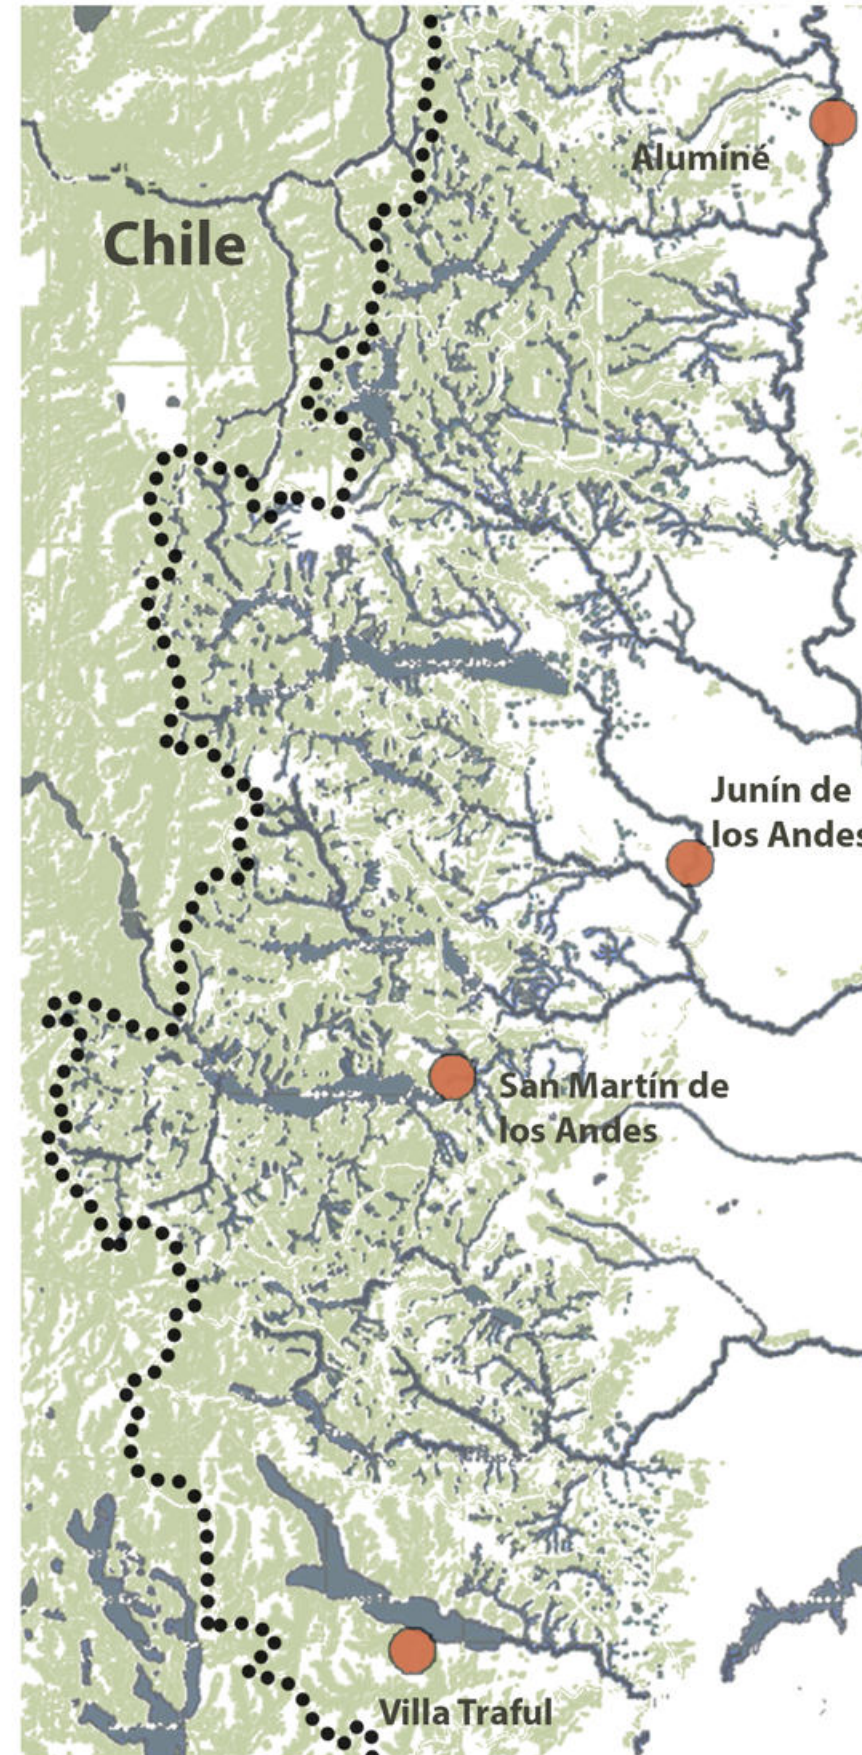 Aluminé
Chile
Junín de
los Andes
San Martín de
los Andes
Villa Traful